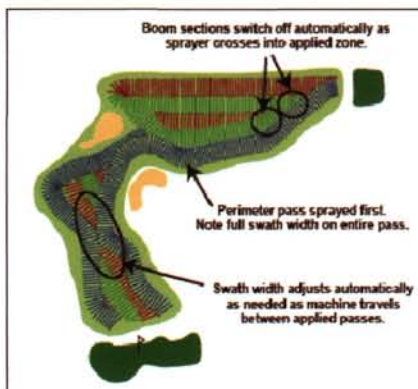 Boom sections switch off automatically as
sprayer crosses into applied zone.
Perimeter pass sprayed first.
Note full swath width on entire pass.
Swath width adjusts automatically
as needed as machine travels
between applied passes.